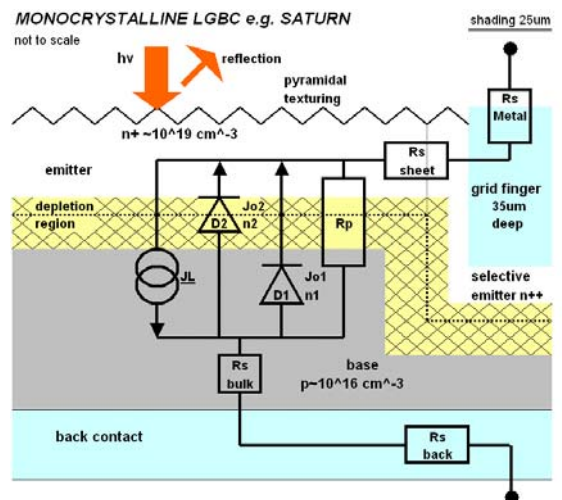 MONOCRYSTALLINE LGBC e.g. SATURN
not to scale
shading 25um
hv
reflection
pyramidal
texturing
n+ ~10^19 cm^-3
Rs
Metal
Rs
sheet
emitter
grid finger
35um
deep
depletion
region
D2
Jo2
n2
Rp
selective
emitter n++
JL
D1
Jo1
n1
Rs
bulk
base
p~10^16 cm^-3
back contact
Rs
back